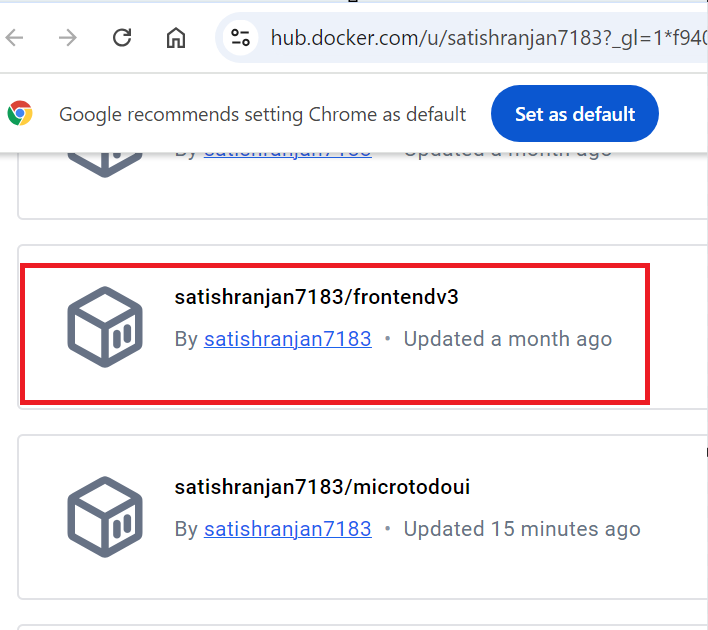 hub.docker.com/u/satishranjan7183?_gl=1*f940
Google recommends setting Chrome as default
Set as default
By satishranjan7183 • Updated a month ago
satishranjan7183/frontendv3
By satishranjan7183 • Updated a month ago
satishranjan7183/microtodoui
By satishranjan7183 • Updated 15 minutes ago